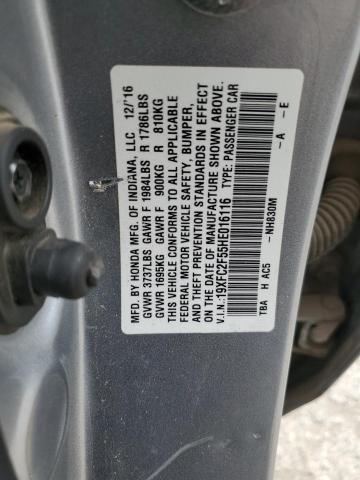 MFD. BY HONDA MFG. OF INDIANA, LLC 12/'16
GVWR 3737LBS GAWR F 1984LBS R 1786LBS
GVWR 1695KG GAWR F 900KG R 810KG
THIS VEHICLE CONFORMS TO ALL APPLICABLE
FEDERAL MOTOR VEHICLE SAFETY, BUMPER,
AND THEFT PREVENTION STANDARDS IN EFFECT
ON THE DATE OF MANUFACTURE SHOWN ABOVE.
V.I.N.:19XFC2F55HE016116 TYPE: PASSENGER CAR
-NH830M -A -E
TBA H AC5